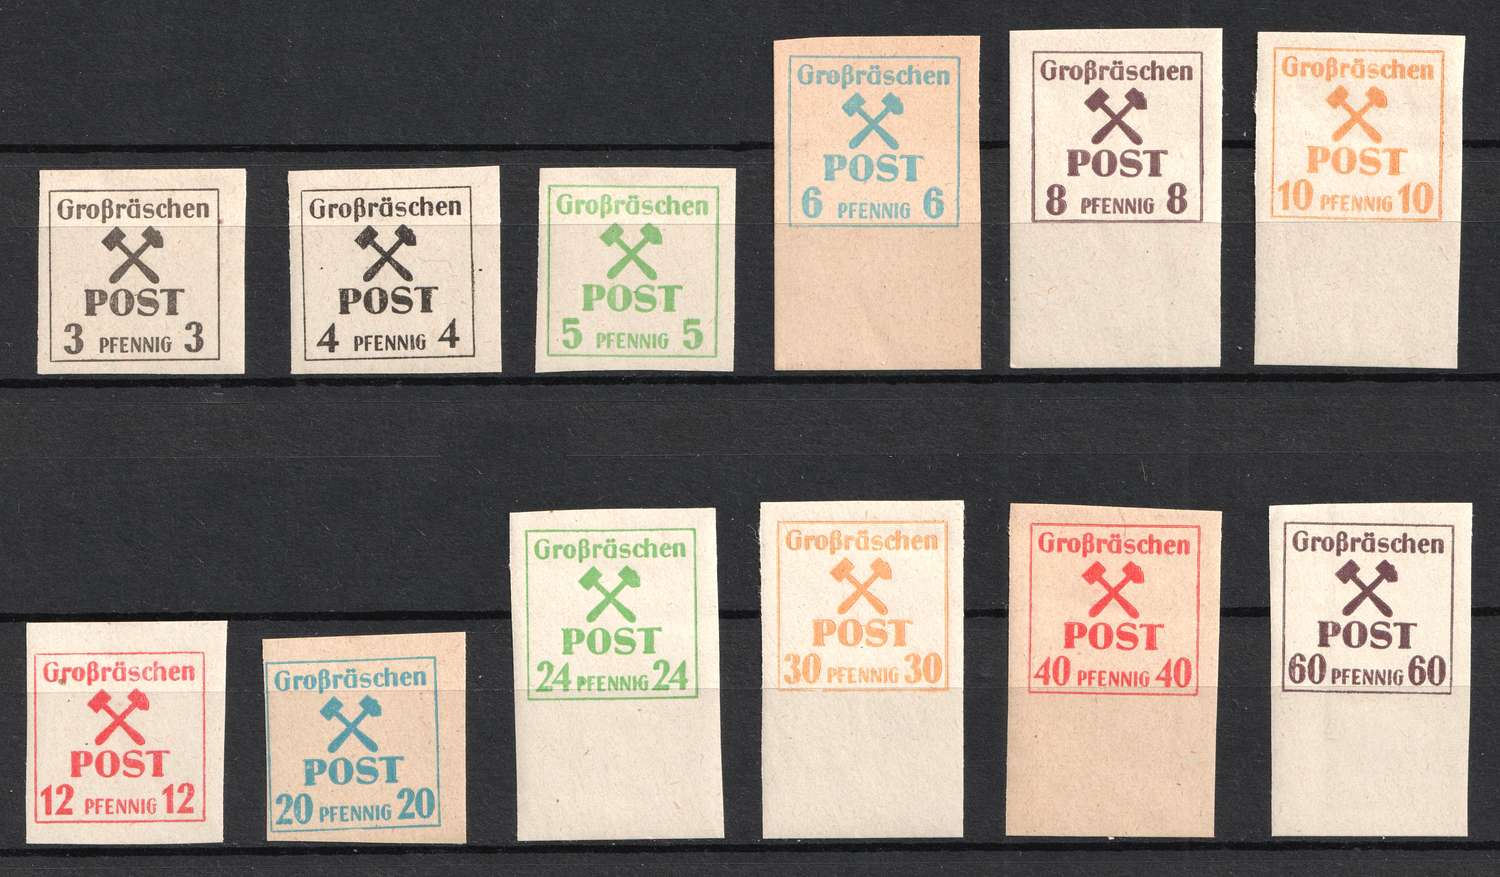 Großräschen
POST
3 PFENNIG 3
Großräschen
POST
4 PFENNIG 4
Großräschen
POST
5 PFENNIG 5
Großräschen
POST
6 PFENNIG 6
Großräschen
POST
8 PFENNIG 8
Großräschen
POST
10 PFENNIG 10
Großräschen
POST
12 PFENNIG 12
Großräschen
POST
20 PFENNIG 20
Großräschen
POST
24 PFENNIG 24
Großräschen
POST
30 PFENNIG 30
Großräschen
POST
40 PFENNIG 40
Großräschen
POST
60 PFENNIG 60